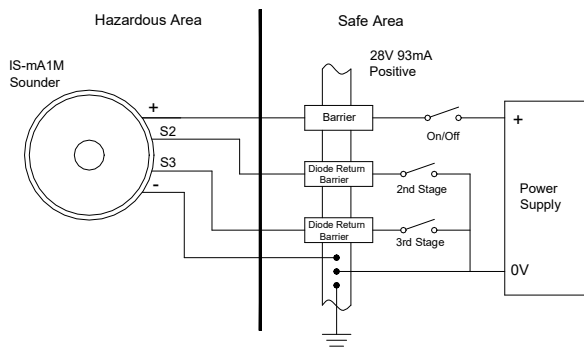 Hazardous Area
Safe Area
IS-mA1M
Sounder
28V 93mA
Positive
+
S2
S3
-
Barrier
On/Off
Diode Return
Barrier
2nd Stage
Diode Return
Barrier
3rd Stage
+
Power
Supply
0V